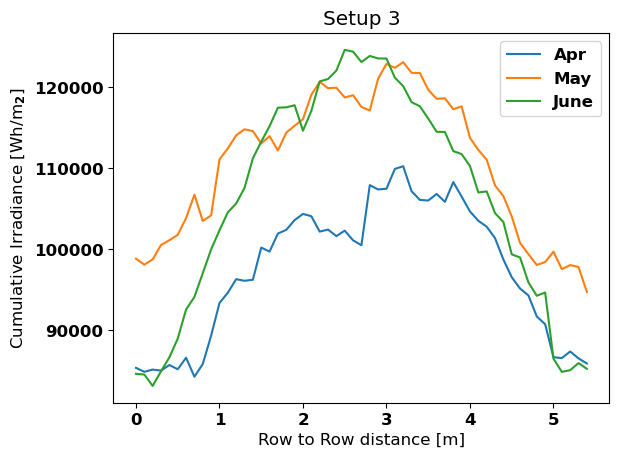 Setup 3
Cumulative Irradiance [Wh/m₂]
120000
110000
100000
90000
Apr
May
June
0 1 2 3 4 5
Row to Row distance [m]